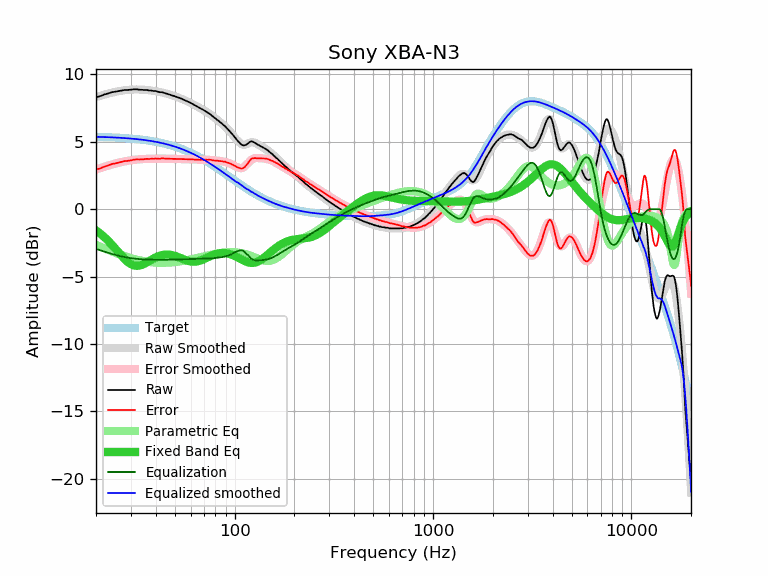 Sony XBA-N3
10
5
0
−5
−10
−15
−20
Amplitude (dBr)
Target
Raw Smoothed
Error Smoothed
Raw
Error
Parametric Eq
Fixed Band Eq
Equalization
Equalized smoothed
100
1000
10000
Frequency (Hz)